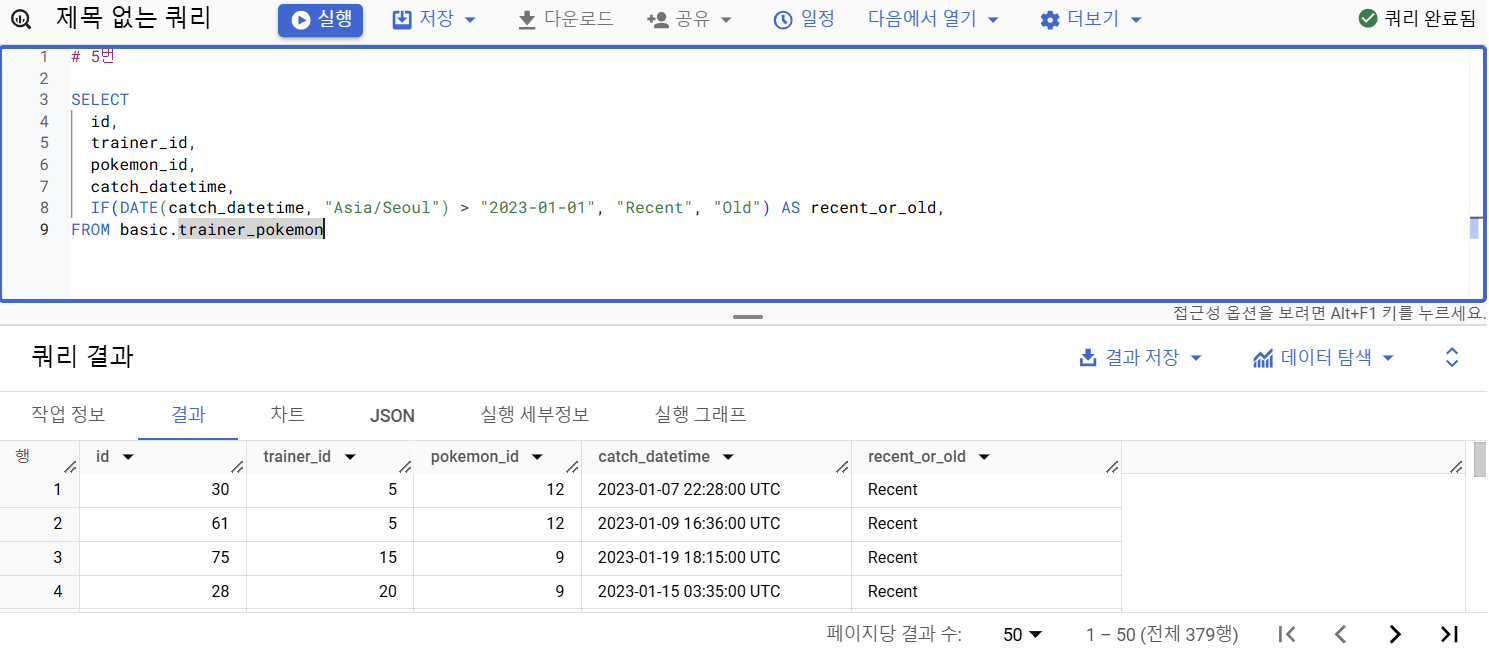 제목 없는 쿼리 실행 저장 다운로드 공유 일정 다음에서 열기 더보기 쿼리 완료됨
1 # 5번
2
3 SELECT
4 id,
5 trainer_id,
6 pokemon_id,
7 catch_datetime,
8 IF(DATE(catch_datetime, "Asia/Seoul") > "2023-01-01", "Recent", "Old") AS recent_or_old,
9 FROM basic.trainer_pokemon
접근성 옵션을 보려면 Alt+F1 키를 누르세요.
쿼리 결과 결과 저장 데이터 탐색
작업 정보 결과 차트 JSON 실행 세부정보 실행 그래프
행 id trainer_id pokemon_id catch_datetime recent_or_old
1 30 5 12 2023-01-07 22:28:00 UTC Recent
2 61 5 12 2023-01-09 16:36:00 UTC Recent
3 75 15 9 2023-01-19 18:15:00 UTC Recent
4 28 20 9 2023-01-15 03:35:00 UTC Recent
페이지당 결과 수: 50 1 – 50 (전체 379행)